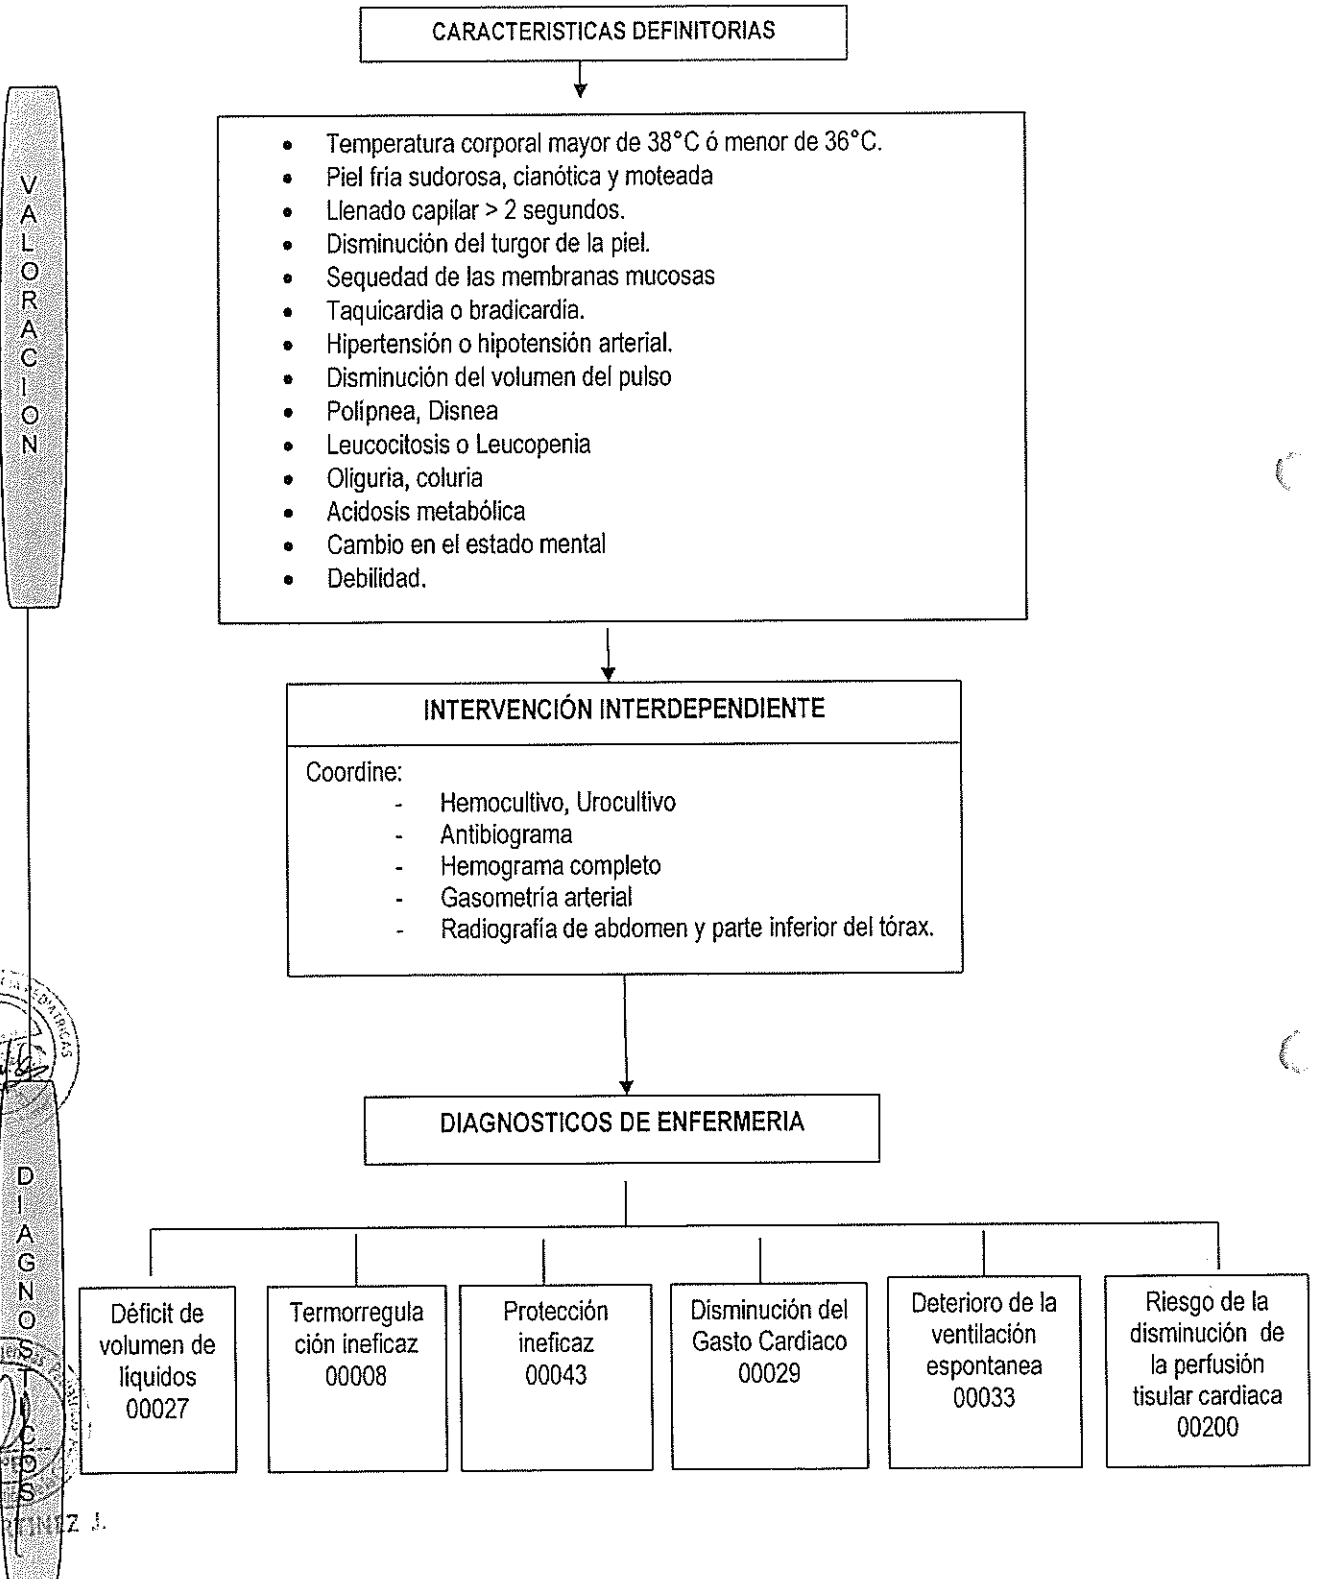 CARACTERISTICAS DEFINITORIAS
VALORACION
• Temperatura corporal mayor de 38°C ó menor de 36°C.
• Piel fría sudorosa, cianótica y moteada
• Llenado capilar > 2 segundos.
• Disminución del turgor de la piel.
• Sequedad de las membranas mucosas
• Taquicardia o bradicardia.
• Hipertensión o hipotensión arterial.
• Disminución del volumen del pulso
• Polipnea, Disnea
• Leucocitosis o Leucopenia
• Oliguria, coluria
• Acidosis metabólica
• Cambio en el estado mental
• Debilidad.
INTERVENCIÓN INTERDEPENDIENTE
Coordine:
- Hemocultivo, Urocultivo
- Antibiograma
- Hemograma completo
- Gasometría arterial
- Radiografía de abdomen y parte inferior del tórax.
DIAGNOSTICOS DE ENFERMERIA
DIAGNOSTICOS
Déficit de
volumen de
líquidos
00027
Termorregula
ción ineficaz
00008
Protección
ineficaz
00043
Disminución del
Gasto Cardiaco
00029
Deterioro de la
ventilación
espontanea
00033
Riesgo de la
disminución de
la perfusión
tisular cardiaca
00200